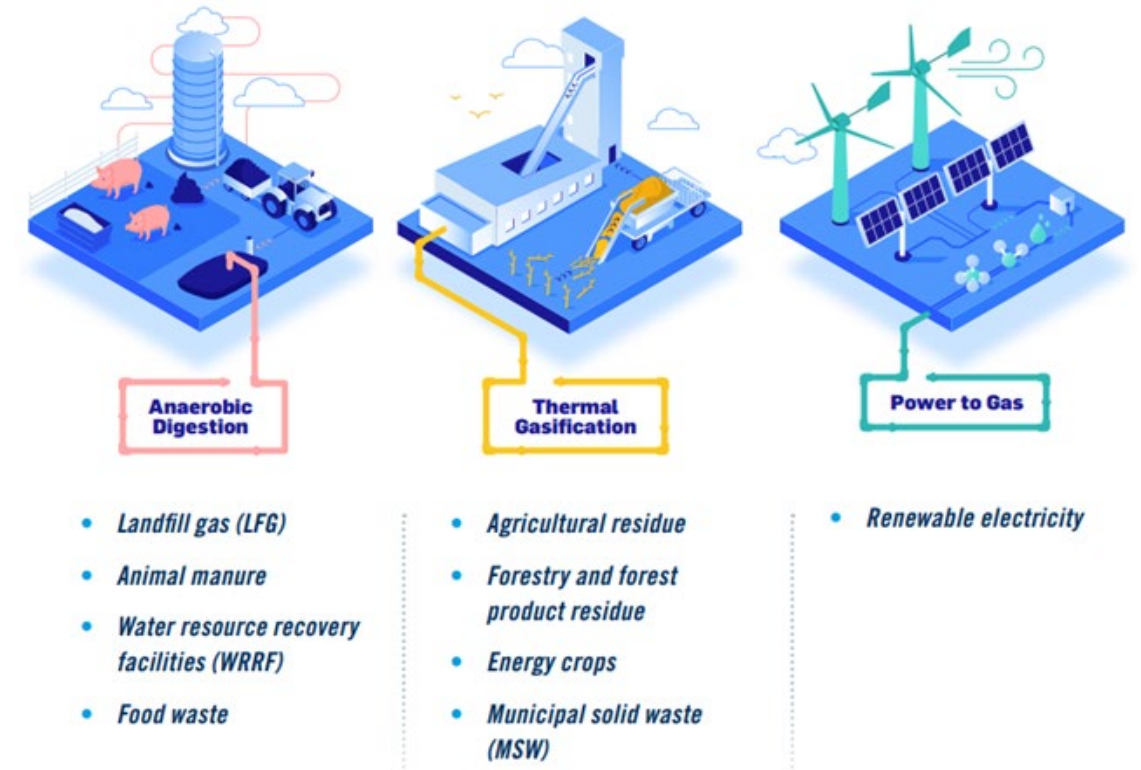 Anaerobic
Digestion
Thermal
Gasification
Power to Gas
• Landfill gas (LFG)
• Animal manure
• Water resource recovery
facilities (WRRF)
• Food waste
• Agricultural residue
• Forestry and forest
product residue
• Energy crops
• Municipal solid waste
(MSW)
• Renewable electricity